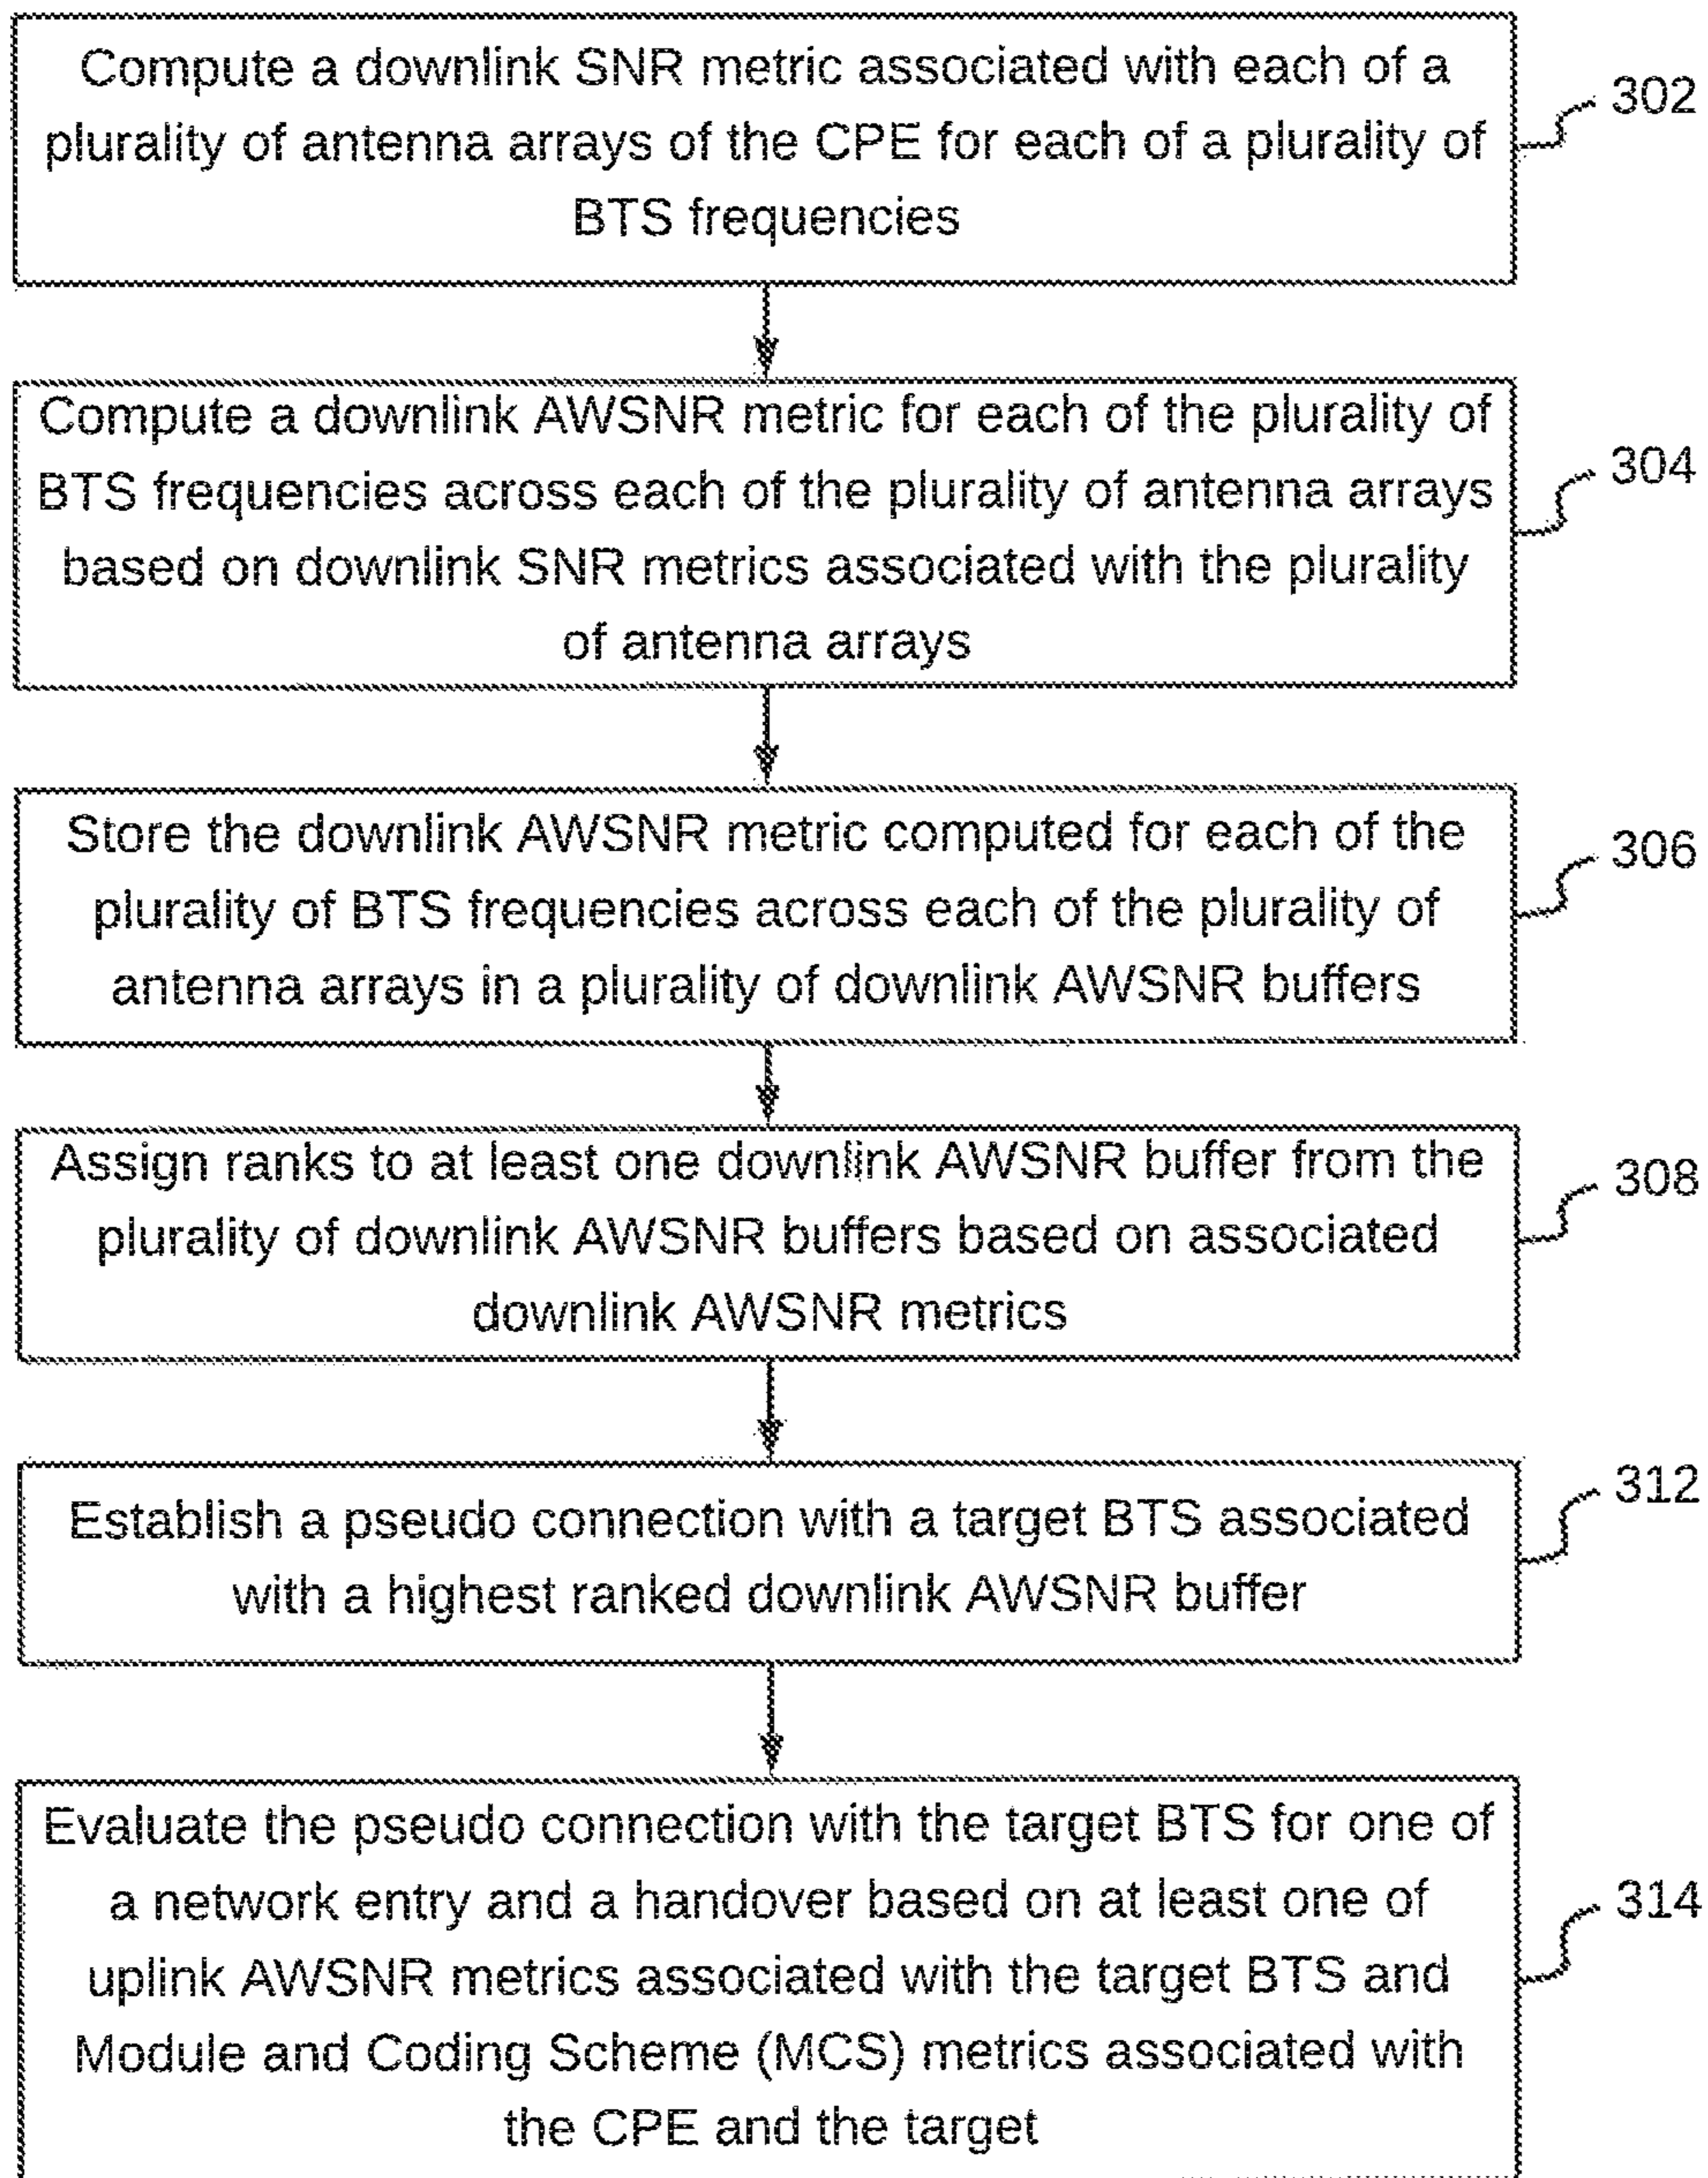 Compute a downlink SNR metric associated with each of a
plurality of antenna arrays of the CPE for each of a plurality of
BTS frequencies
302
Compute a downlink AWSNR metric for each of the plurality of
BTS frequencies across each of the plurality of antenna arrays
based on downlink SNR metrics associated with the plurality
of antenna arrays
304
Store the downlink AWSNR metric computed for each of the
plurality of BTS frequencies across each of the plurality of
antenna arrays in a plurality of downlink AWSNR buffers
306
Assign ranks to at least one downlink AWSNR buffer from the
plurality of downlink AWSNR buffers based on associated
downlink AWSNR metrics
308
Establish a pseudo connection with a target BTS associated
with a highest ranked downlink AWSNR buffer
312
Evaluate the pseudo connection with the target BTS for one of
a network entry and a handover based on at least one of
uplink AWSNR metrics associated with the target BTS and
Module and Coding Scheme (MCS) metrics associated with
the CPE and the target
314